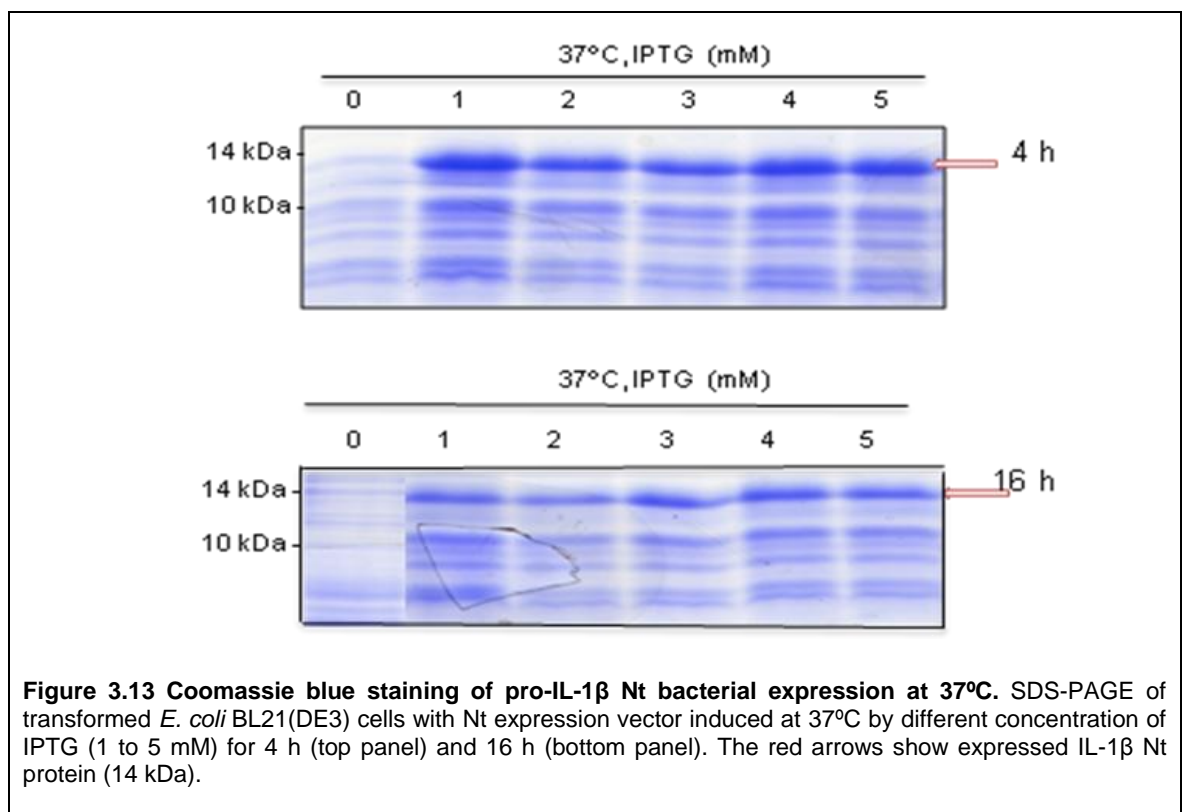 37°C,IPTG (mM)
0 1 2 3 4 5
14 kDa
4 h
10 kDa
37°C,IPTG (mM)
0 1 2 3 4 5
14 kDa
16 h
10 kDa
Figure 3.13 Coomassie blue staining of pro-IL-1β Nt bacterial expression at 37ºC. SDS-PAGE of
transformed E. coli BL21(DE3) cells with Nt expression vector induced at 37ºC by different concentration of
IPTG (1 to 5 mM) for 4 h (top panel) and 16 h (bottom panel). The red arrows show expressed IL-1β Nt
protein (14 kDa).